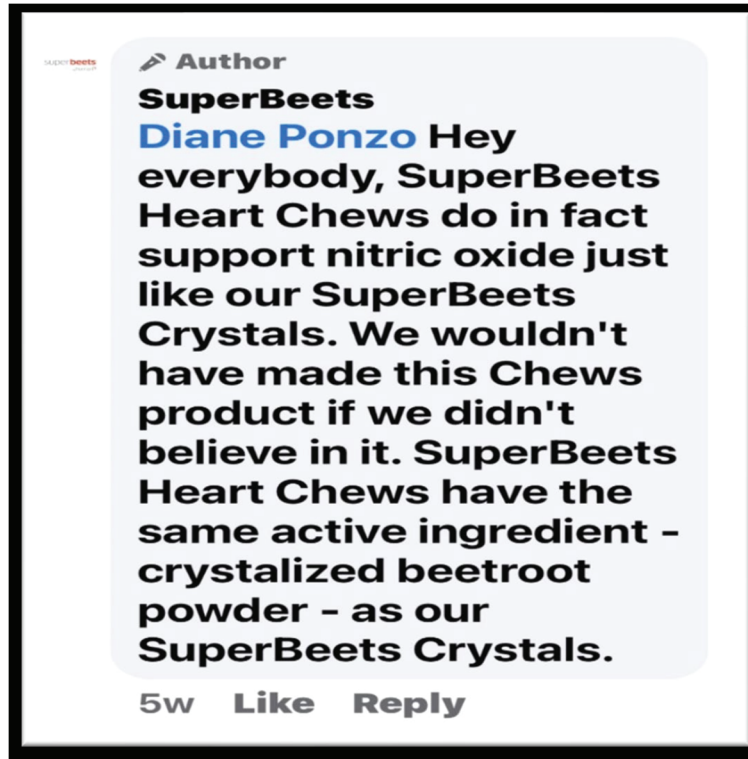 superbeets
Author
SuperBeets
Diane Ponzo Hey
everybody, SuperBeets
Heart Chews do in fact
support nitric oxide just
like our SuperBeets
Crystals. We wouldn't
have made this Chews
product if we didn't
believe in it. SuperBeets
Heart Chews have the
same active ingredient -
crystalized beetroot
powder - as our
SuperBeets Crystals.
5w Like Reply